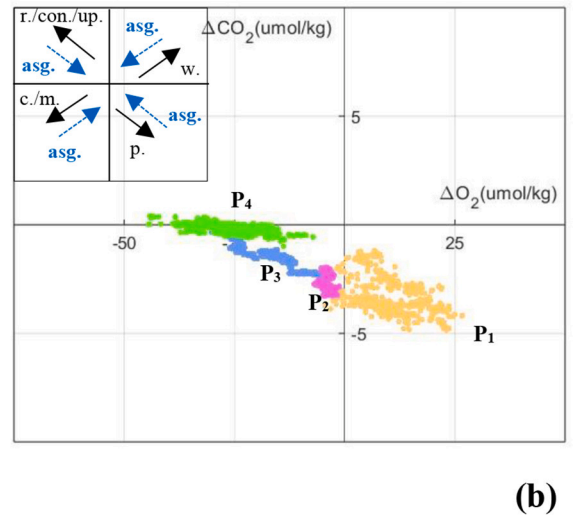 r./con./up.
asg.
ΔCO₂(umol/kg)
asg.
w.
c./m.
asg.
asg.
p.
5
ΔO₂(umol/kg)
P₄
-50
25
P₃
P₂
-5
P₁
(b)